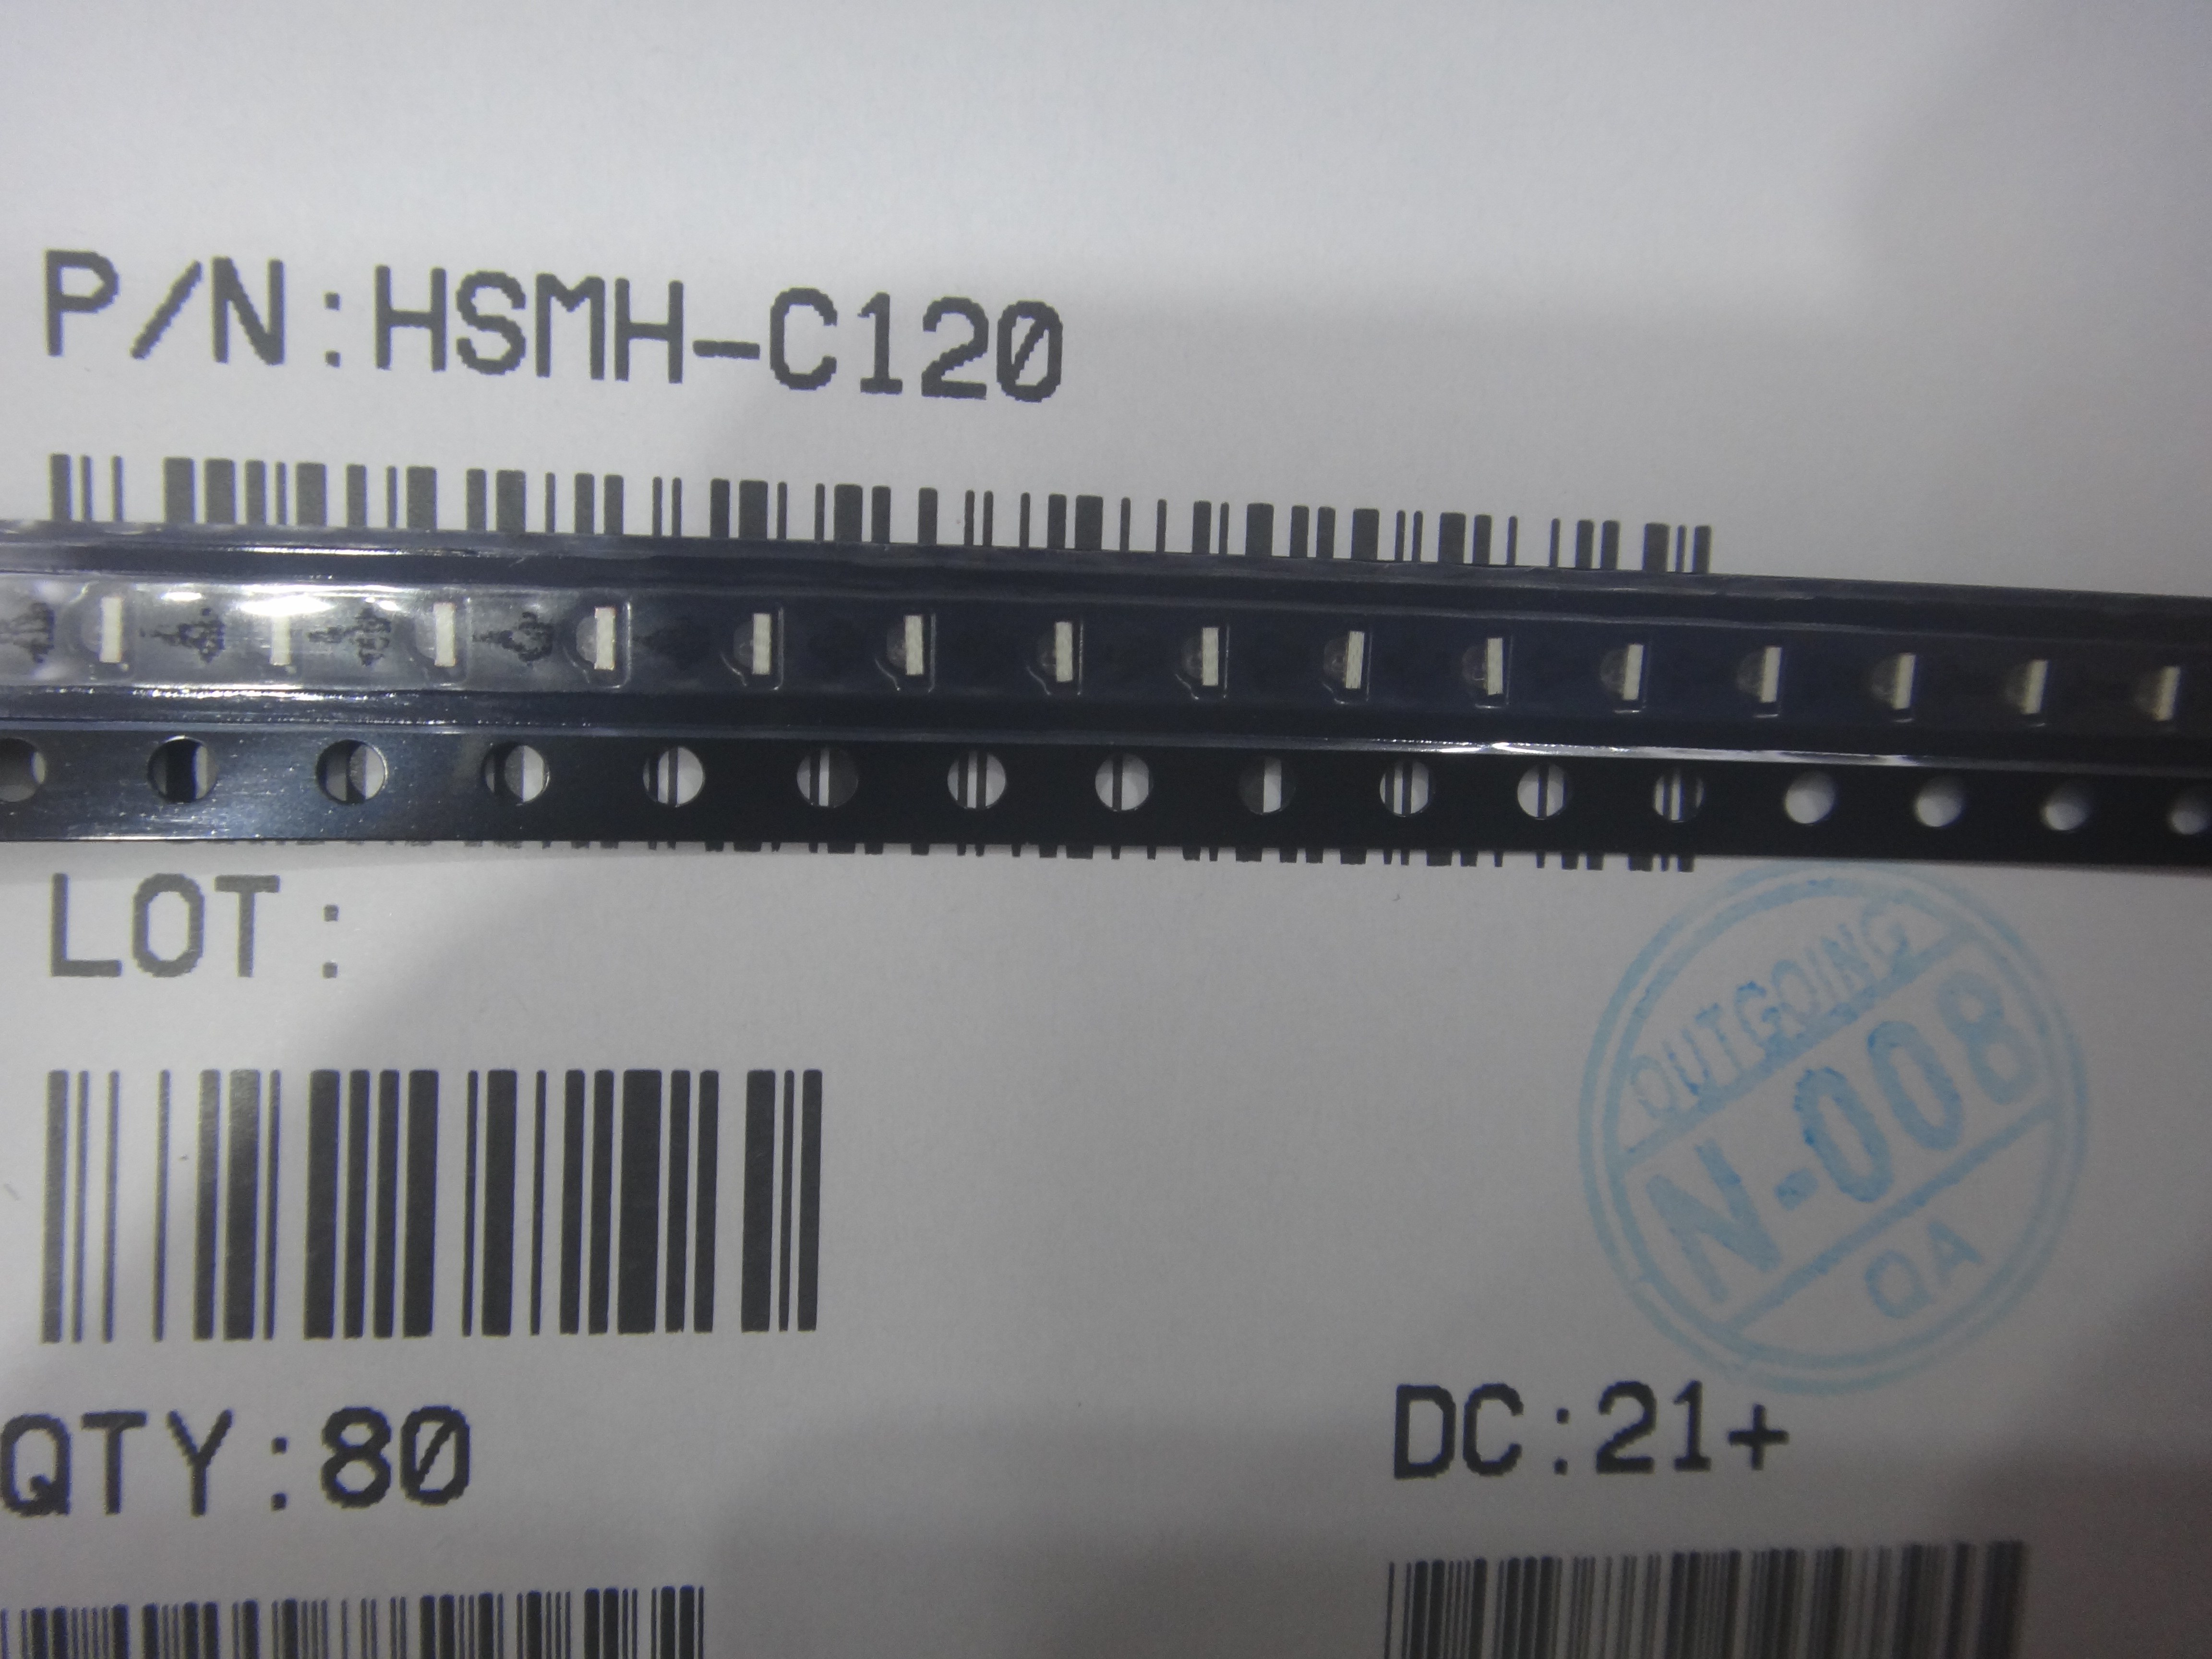 P/N:HSMH-C120
LOT:
OUTGOING
N-008
QA
QTY:80
DC:21+